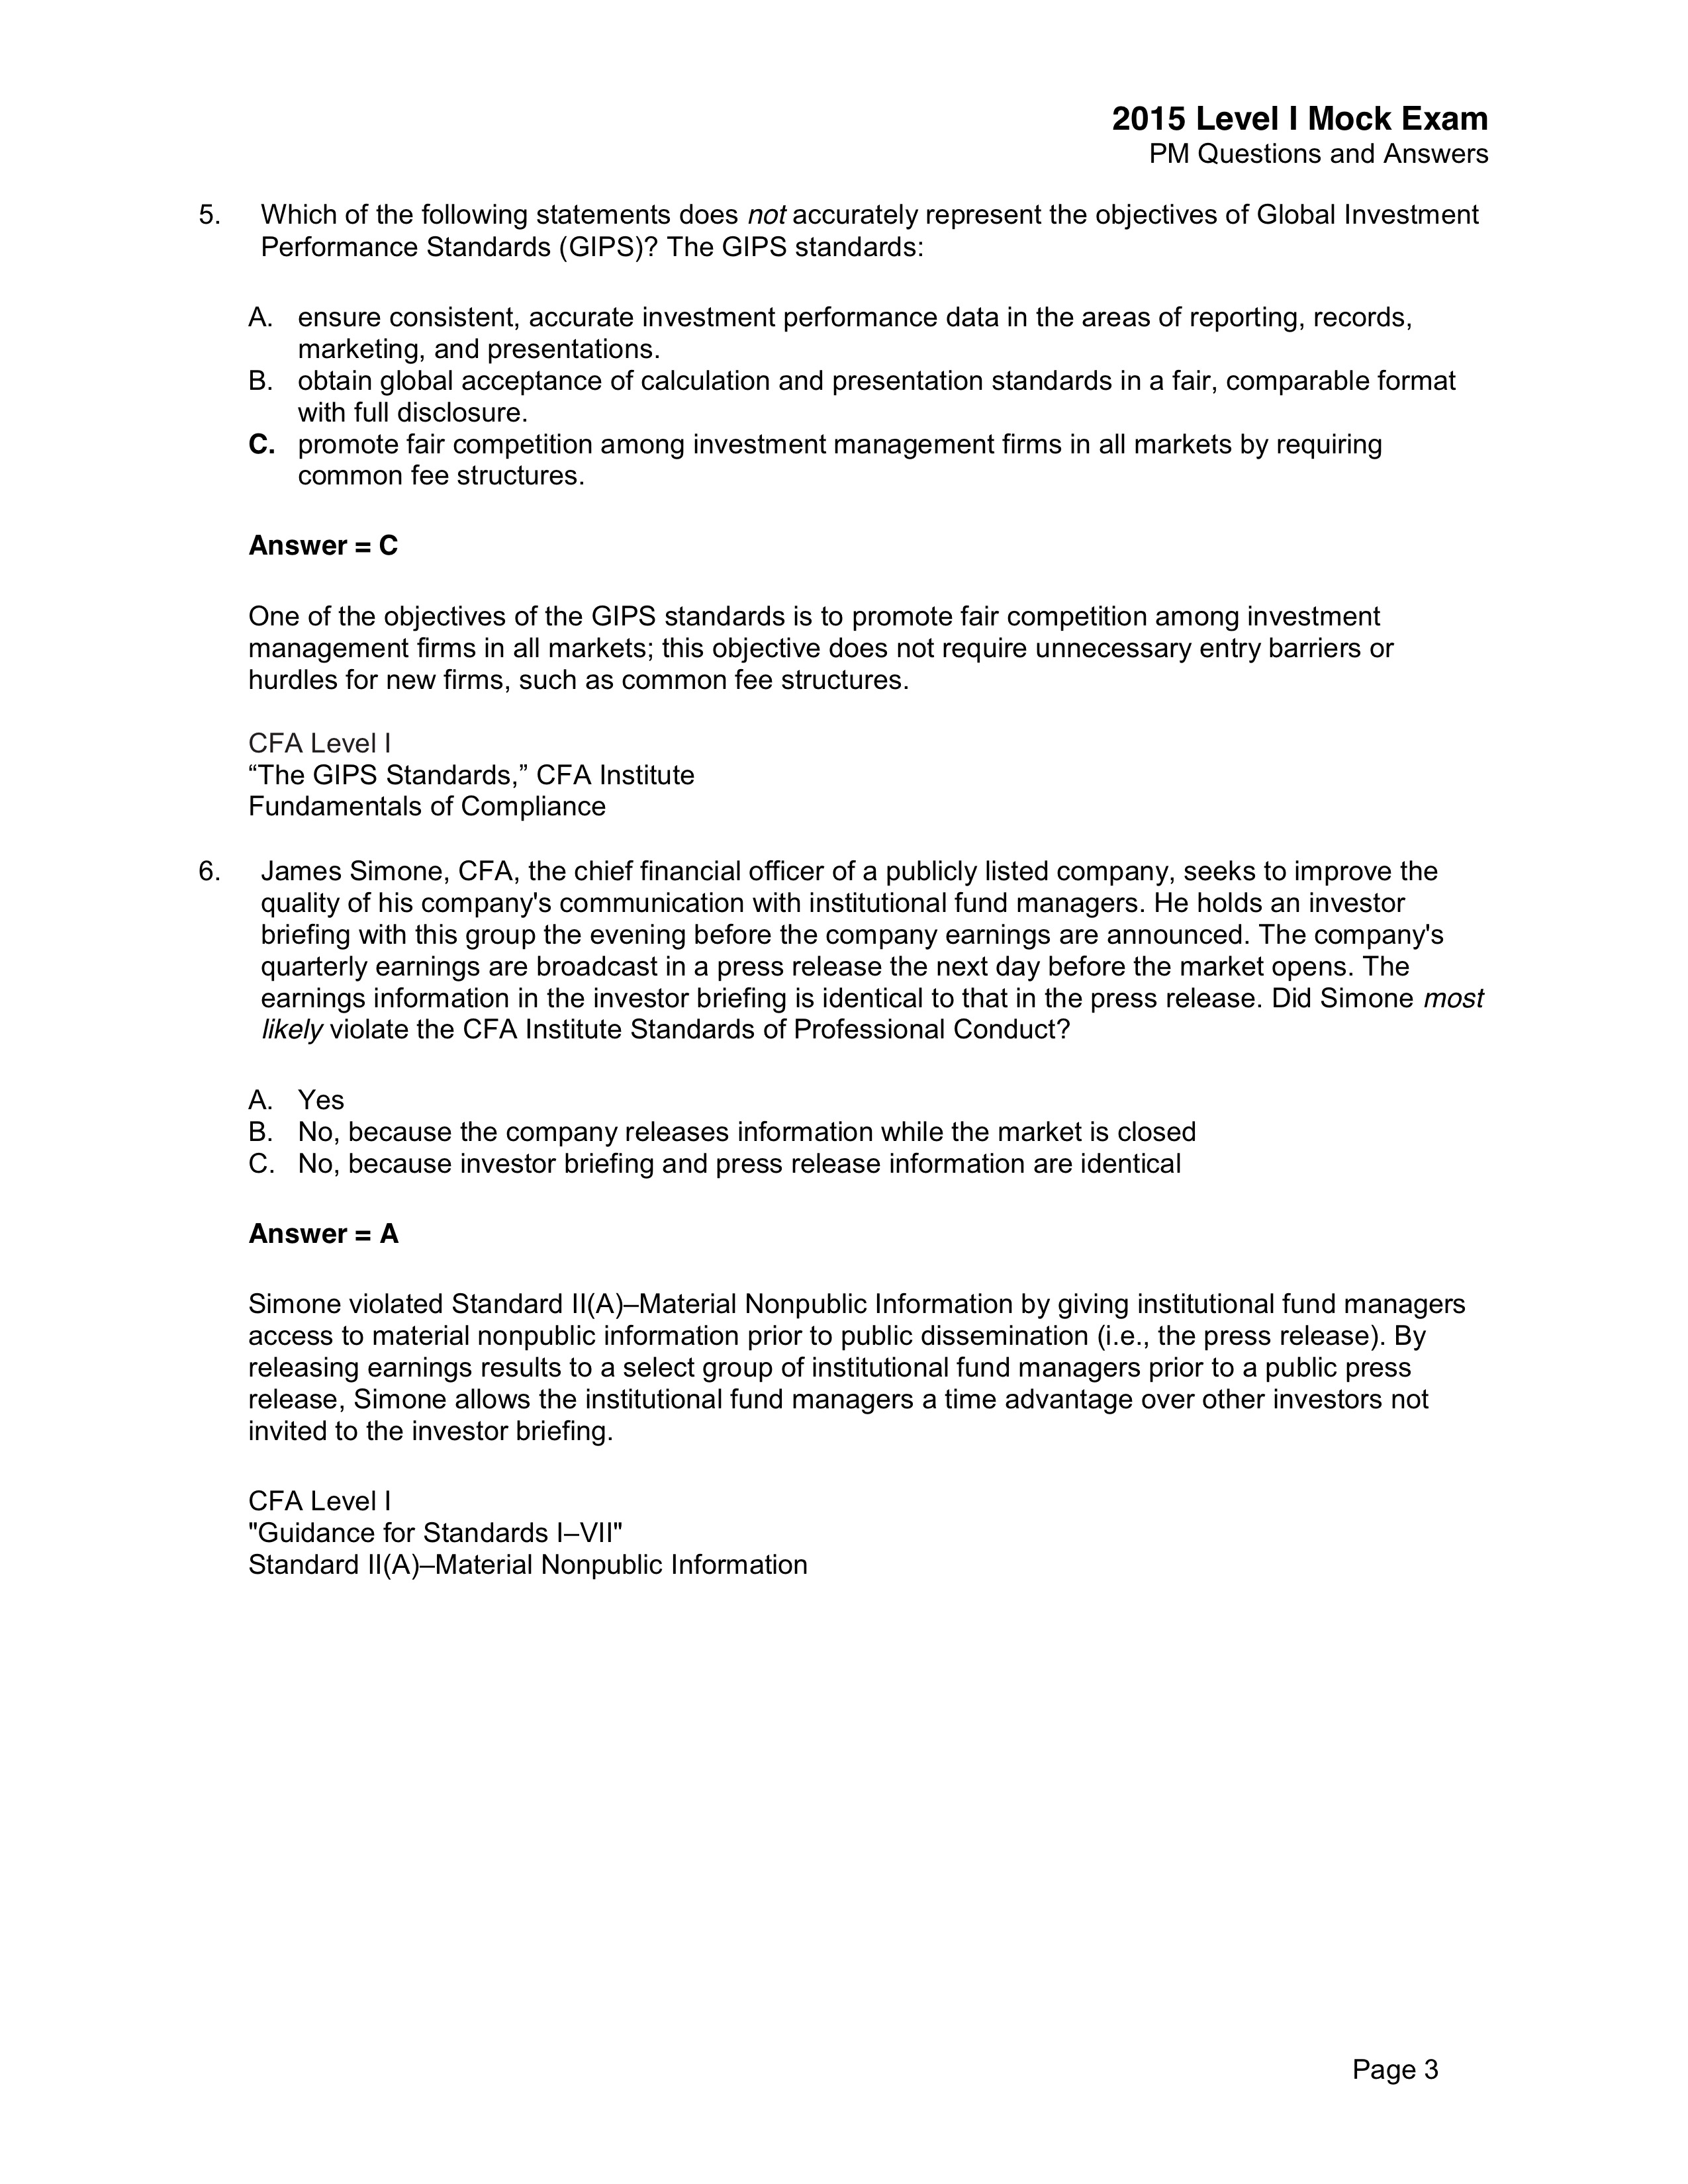 2015 Level I Mock Exam
PM Questions and Answers
5. Which of the following statements does not accurately represent the objectives of Global Investment
Performance Standards (GIPS)? The GIPS standards:
A. ensure consistent, accurate investment performance data in the areas of reporting, records,
marketing, and presentations.
B. obtain global acceptance of calculation and presentation standards in a fair, comparable format
with full disclosure.
C. promote fair competition among investment management firms in all markets by requiring
common fee structures.
Answer = C
One of the objectives of the GIPS standards is to promote fair competition among investment
management firms in all markets; this objective does not require unnecessary entry barriers or
hurdles for new firms, such as common fee structures.
CFA Level I
“The GIPS Standards,” CFA Institute
Fundamentals of Compliance
6. James Simone, CFA, the chief financial officer of a publicly listed company, seeks to improve the
quality of his company's communication with institutional fund managers. He holds an investor
briefing with this group the evening before the company earnings are announced. The company's
quarterly earnings are broadcast in a press release the next day before the market opens. The
earnings information in the investor briefing is identical to that in the press release. Did Simone most
likely violate the CFA Institute Standards of Professional Conduct?
A. Yes
B. No, because the company releases information while the market is closed
C. No, because investor briefing and press release information are identical
Answer = A
Simone violated Standard II(A)–Material Nonpublic Information by giving institutional fund managers
access to material nonpublic information prior to public dissemination (i.e., the press release). By
releasing earnings results to a select group of institutional fund managers prior to a public press
release, Simone allows the institutional fund managers a time advantage over other investors not
invited to the investor briefing.
CFA Level I
"Guidance for Standards I–VII"
Standard II(A)–Material Nonpublic Information
Page 3